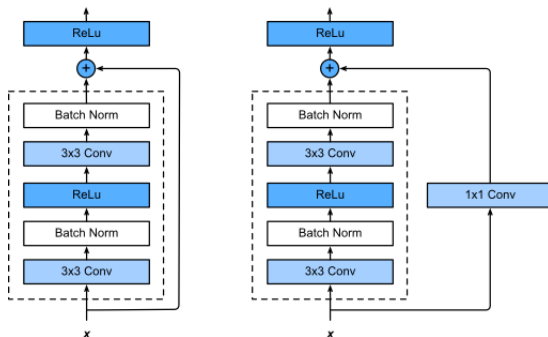 ReLu
+
Batch Norm
3x3 Conv
ReLu
Batch Norm
3x3 Conv
x
ReLu
+
Batch Norm
3x3 Conv
ReLu
Batch Norm
3x3 Conv
1x1 Conv
x